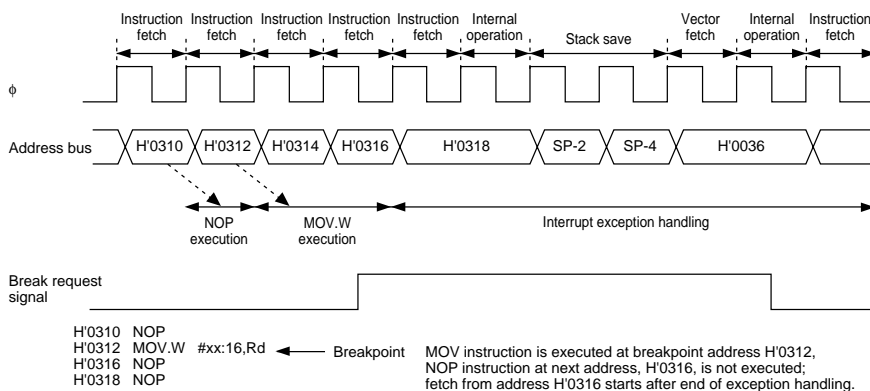 Instruction fetch Instruction fetch Instruction fetch Instruction fetch Instruction fetch Internal operation Stack save Vector fetch Internal operation Instruction fetch
ϕ
Address bus H'0310 H'0312 H'0314 H'0316 H'0318 SP-2 SP-4 H'0036
NOP execution MOV.W execution Interrupt exception handling
Break request
signal
H'0310 NOP
H'0312 MOV.W #xx:16,Rd Breakpoint
H'0316 NOP
H'0318 NOP
MOV instruction is executed at breakpoint address H'0312,
NOP instruction at next address, H'0316, is not executed;
fetch from address H'0316 starts after end of exception handling.